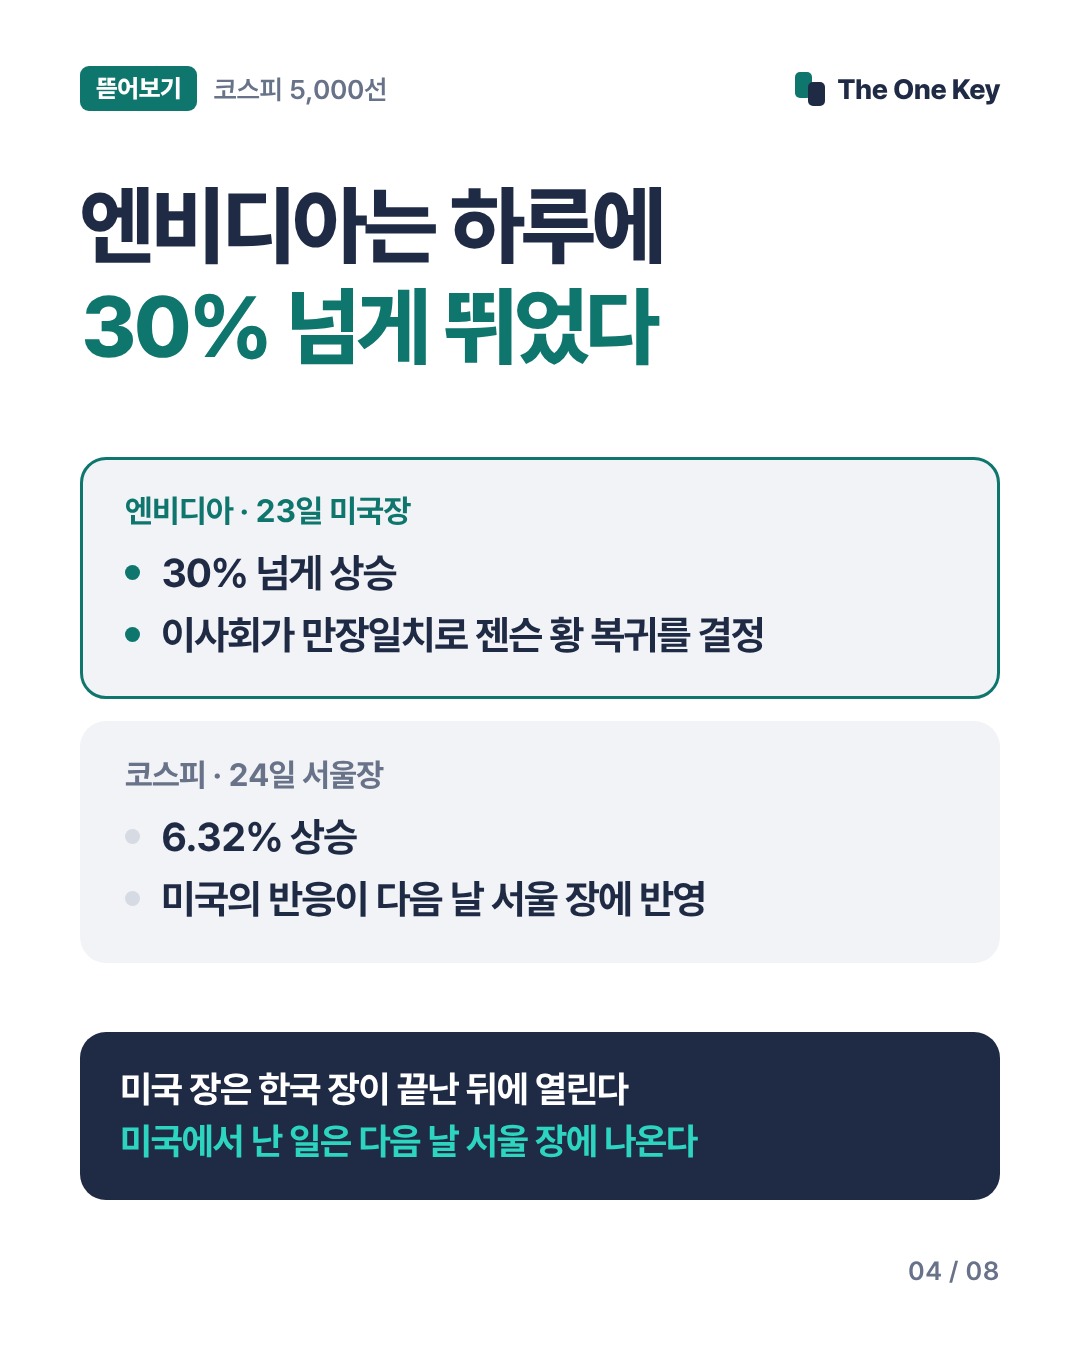 뜯어보기 코스피 5,000선
The One Key
엔비디아는 하루에
30% 넘게 뛰었다
엔비디아 · 23일 미국장
• 30% 넘게 상승
• 이사회가 만장일치로 젠슨 황 복귀를 결정
코스피 · 24일 서울장
• 6.32% 상승
• 미국의 반응이 다음 날 서울 장에 반영
미국 장은 한국 장이 끝난 뒤에 열린다
미국에서 난 일은 다음 날 서울 장에 나온다
04 / 08